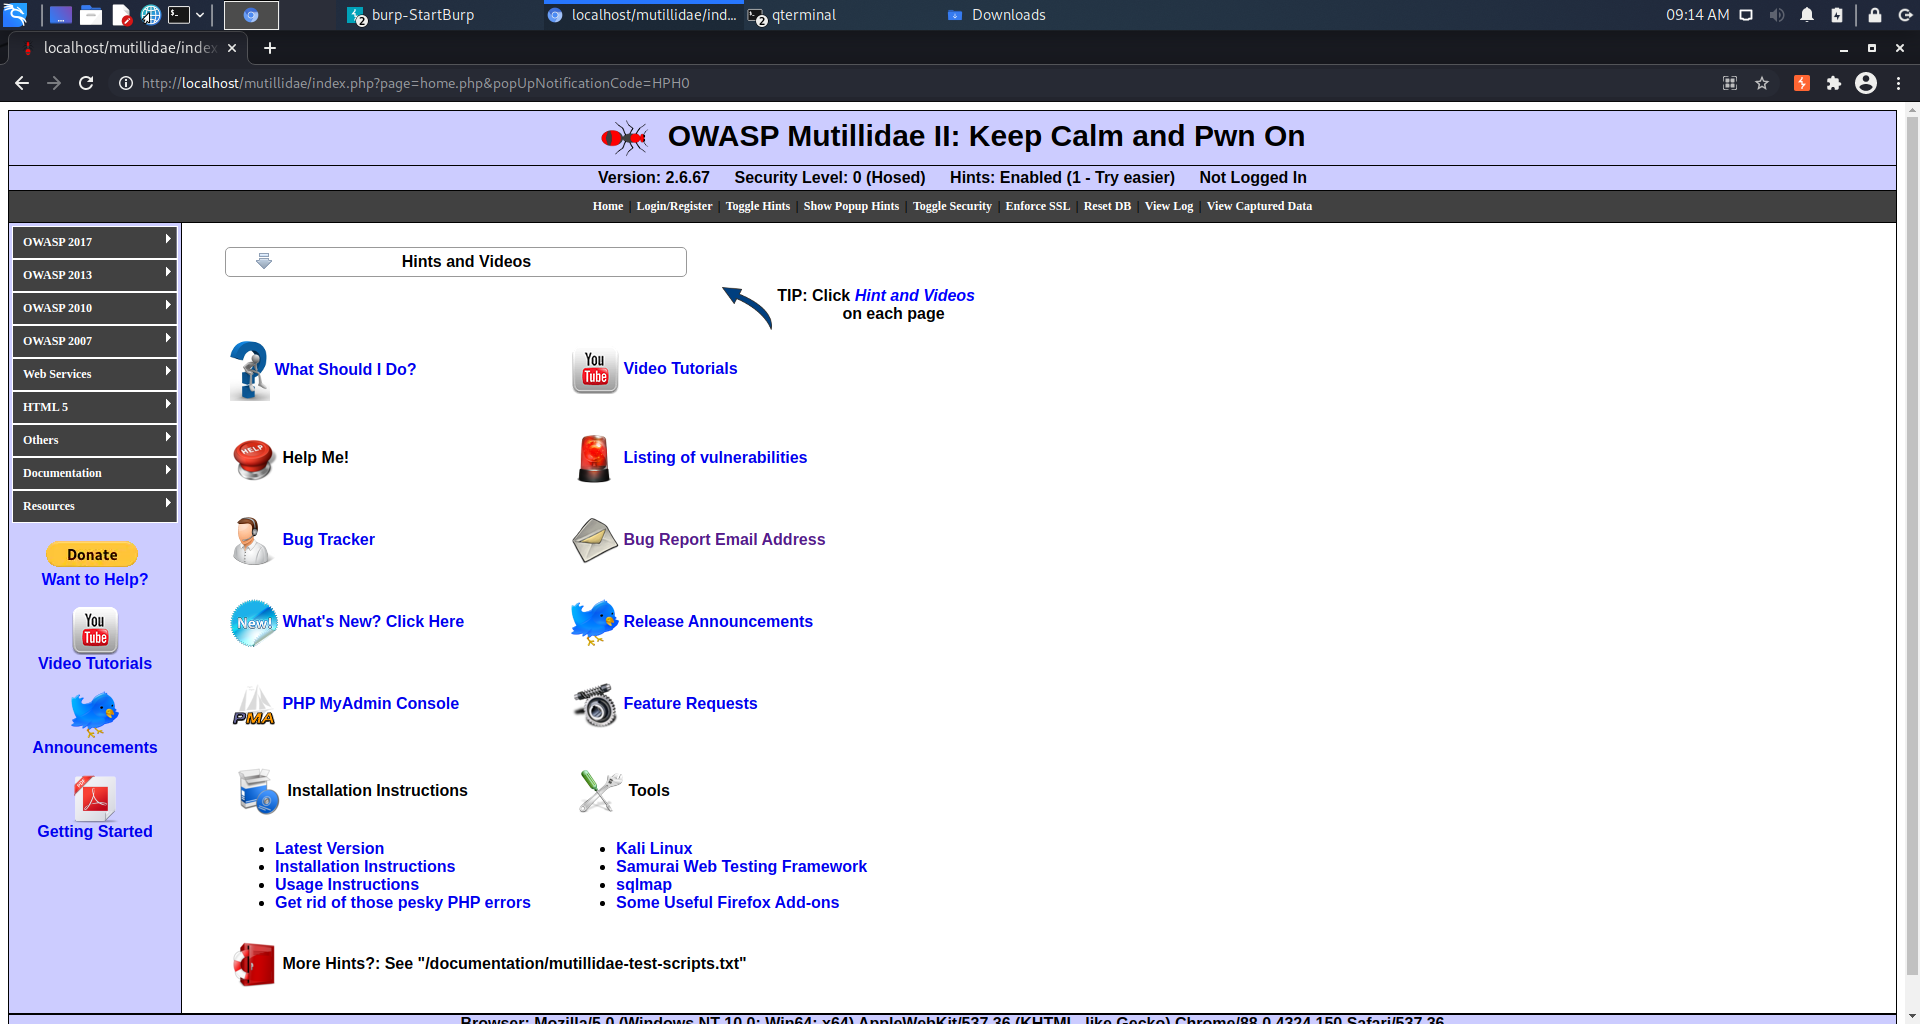 burp-StartBurp
localhost/mutillidae/ind...
qterminal
Downloads
09:14 AM
localhost/mutillidae/index
http://localhost/mutillidae/index.php?page=home.php&popUpNotificationCode=HPH0
OWASP Mutillidae II: Keep Calm and Pwn On
Version: 2.6.67 Security Level: 0 (Hosed) Hints: Enabled (1 - Try easier) Not Logged In
Home | Login/Register | Toggle Hints | Show Popup Hints | Toggle Security | Enforce SSL | Reset DB | View Log | View Captured Data
OWASP 2017
OWASP 2013
OWASP 2010
OWASP 2007
Web Services
HTML 5
Others
Documentation
Resources
Donate
Want to Help?
You
Tube
Video Tutorials
Announcements
Getting Started
Hints and Videos
TIP: Click Hint and Videos
on each page
What Should I Do?
You
Tube
Video Tutorials
HELP
Help Me!
Listing of vulnerabilities
Bug Tracker
Bug Report Email Address
New!
What's New? Click Here
Release Announcements
PMA
PHP MyAdmin Console
Feature Requests
Installation Instructions
Tools
Latest Version
Installation Instructions
Usage Instructions
Get rid of those pesky PHP errors
Kali Linux
Samurai Web Testing Framework
sqlmap
Some Useful Firefox Add-ons
More Hints?: See "/documentation/mutillidae-test-scripts.txt"
Browser: Mozilla/5.0 (Windows NT 10.0; Win64; x64) AppleWebKit/537.36 (KHTML, like Gecko) Chrome/88.0.4324.150 Safari/537.36